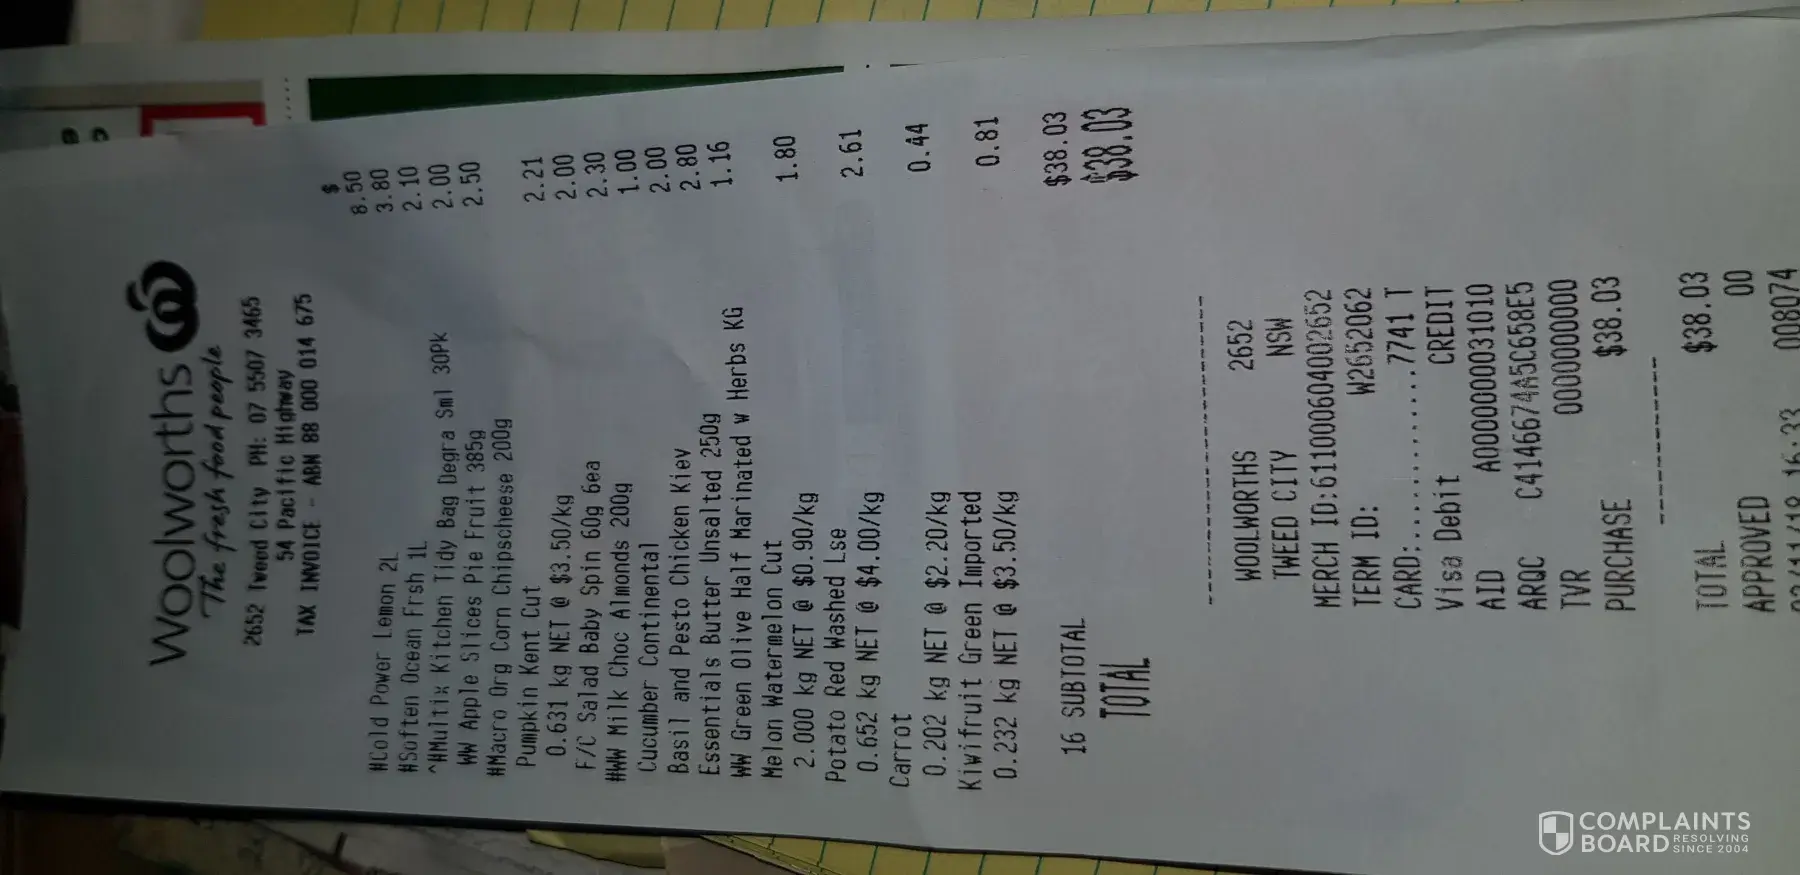 Woolworths
The fresh food people
2652 Tweed City PH: 07 5507 3465
54 Pacific Highway
TAX INVOICE - ABN 88 000 014 675
$
#Cold Power Lemon 2L 8.50
#Soften Ocean Frsh 1L 3.80
^#Multix Kitchen Tidy Bag Degra Sml 30Pk 2.10
WW Apple Slices Pie Fruit 385g 2.00
#Macro Org Corn Chipscheese 200g 2.50
Pumpkin Kent Cut
0.631 kg NET @ $3.50/kg 2.21
F/C Salad Baby Spin 60g 6ea 2.00
#WW Milk Choc Almonds 200g 2.30
Cucumber Continental 1.00
Basil and Pesto Chicken Kiev 2.00
Essentials Butter Unsalted 250g 2.80
WW Green Olive Half Marinated w Herbs KG 1.16
Melon Watermelon Cut
2.000 kg NET @ $0.90/kg 1.80
Potato Red Washed Lse
0.652 kg NET @ $4.00/kg 2.61
Carrot
0.202 kg NET @ $2.20/kg 0.44
Kiwifruit Green Imported
0.232 kg NET @ $3.50/kg 0.81
16 SUBTOTAL $38.03
TOTAL $38.03
WOOLWORTHS 2652
TWEED CITY NSW
MERCH ID:611000604002652
TERM ID: W2652062
CARD:..............7741 T
Visa Debit CREDIT
AID A0000000031010
ARQC C4146674A5C658E5
TVR 0000000000
PURCHASE $38.03
TOTAL $38.03
APPROVED 00
16:33 008074
COMPLAINTS
BOARD RESOLVING
SINCE 2004